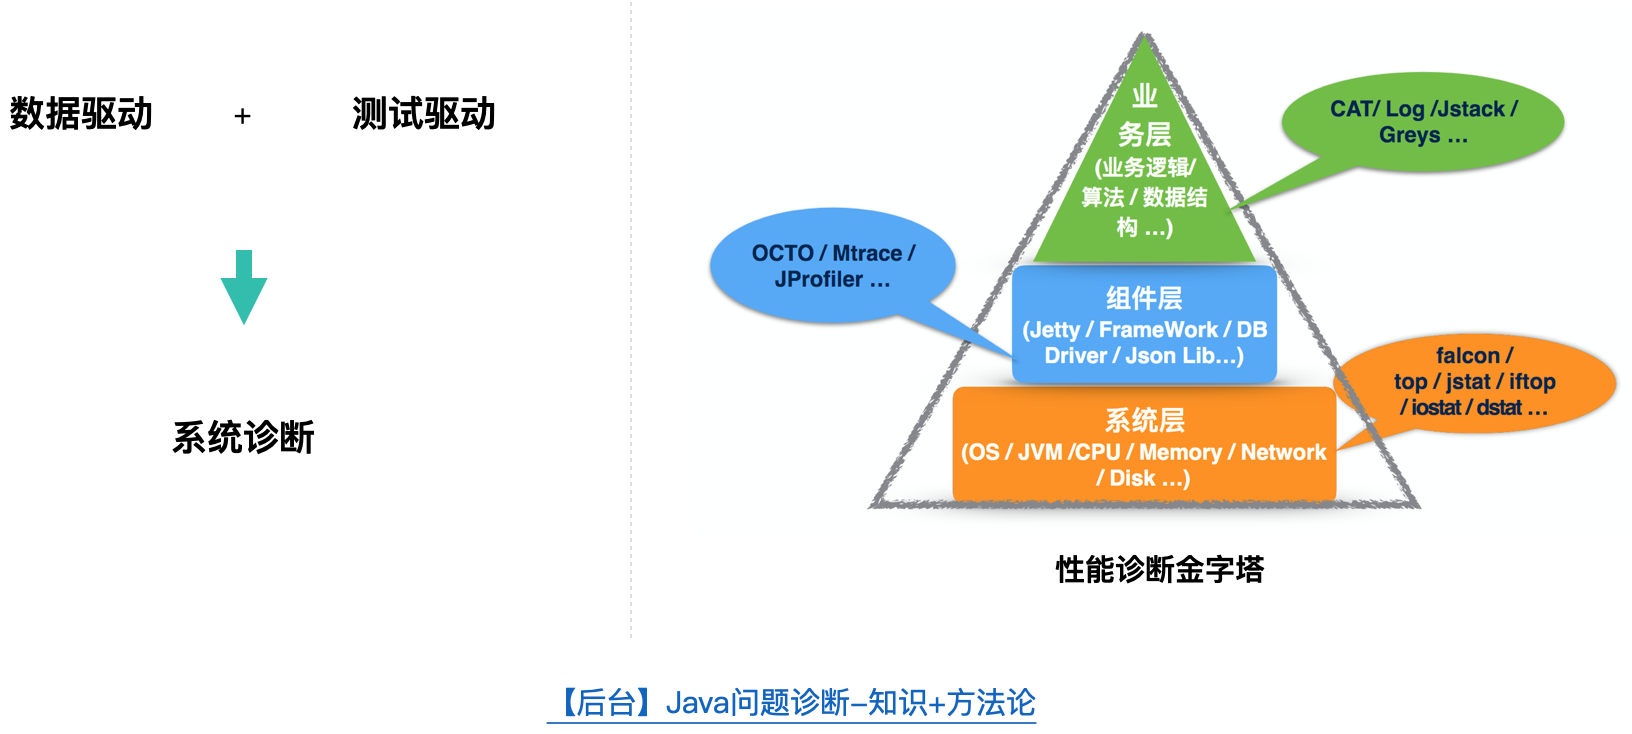 数据驱动 + 测试驱动
系统诊断
业
务层
(业务逻辑/
算法 / 数据结
构 ...)
CAT/ Log /Jstack /
Greys ...
OCTO / Mtrace /
JProfiler ...
组件层
(Jetty / FrameWork / DB
Driver / Json Lib...)
falcon /
top / jstat / iftop
/ iostat / dstat ...
系统层
(OS / JVM /CPU / Memory / Network
/ Disk ...)
性能诊断金字塔
【后台】Java问题诊断–知识+方法论